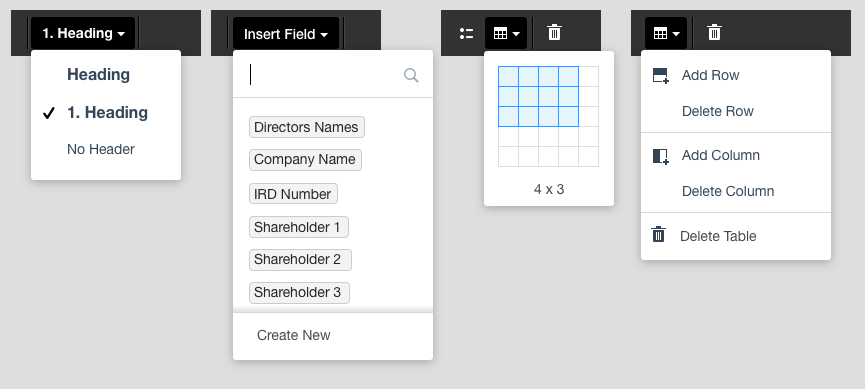 1. Heading
Heading
1. Heading
No Header
Insert Field
Directors Names
Company Name
IRD Number
Shareholder 1
Shareholder 2
Shareholder 3
Create New
4 x 3
Add Row
Delete Row
Add Column
Delete Column
Delete Table